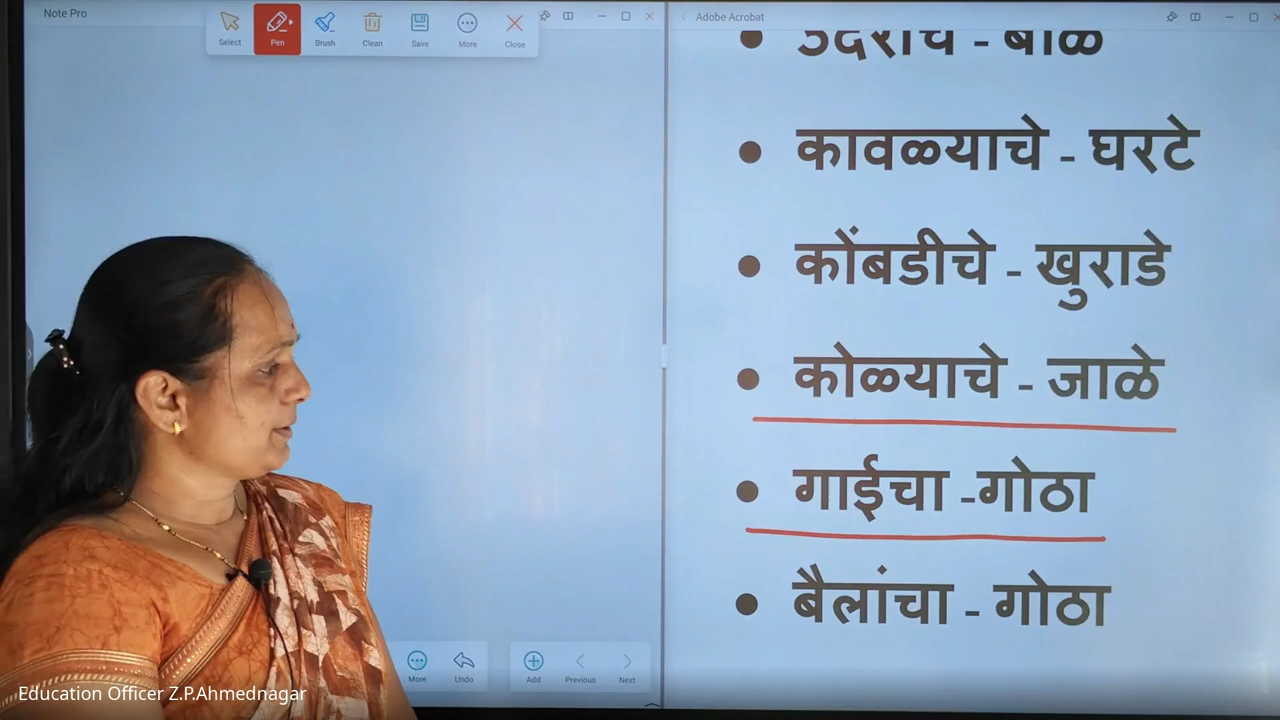 Note Pro
Select
Pen
Brush
Clean
Save
More
Close
Adobe Acrobat
कावळ्याचे - घरटे
कोंबडीचे - खुराडे
कोळ्याचे - जाळे
गाईचा -गोठा
बैलांचा - गोठा
More
Undo
Add
Previous
Next
Education Officer Z.P.Ahmednagar